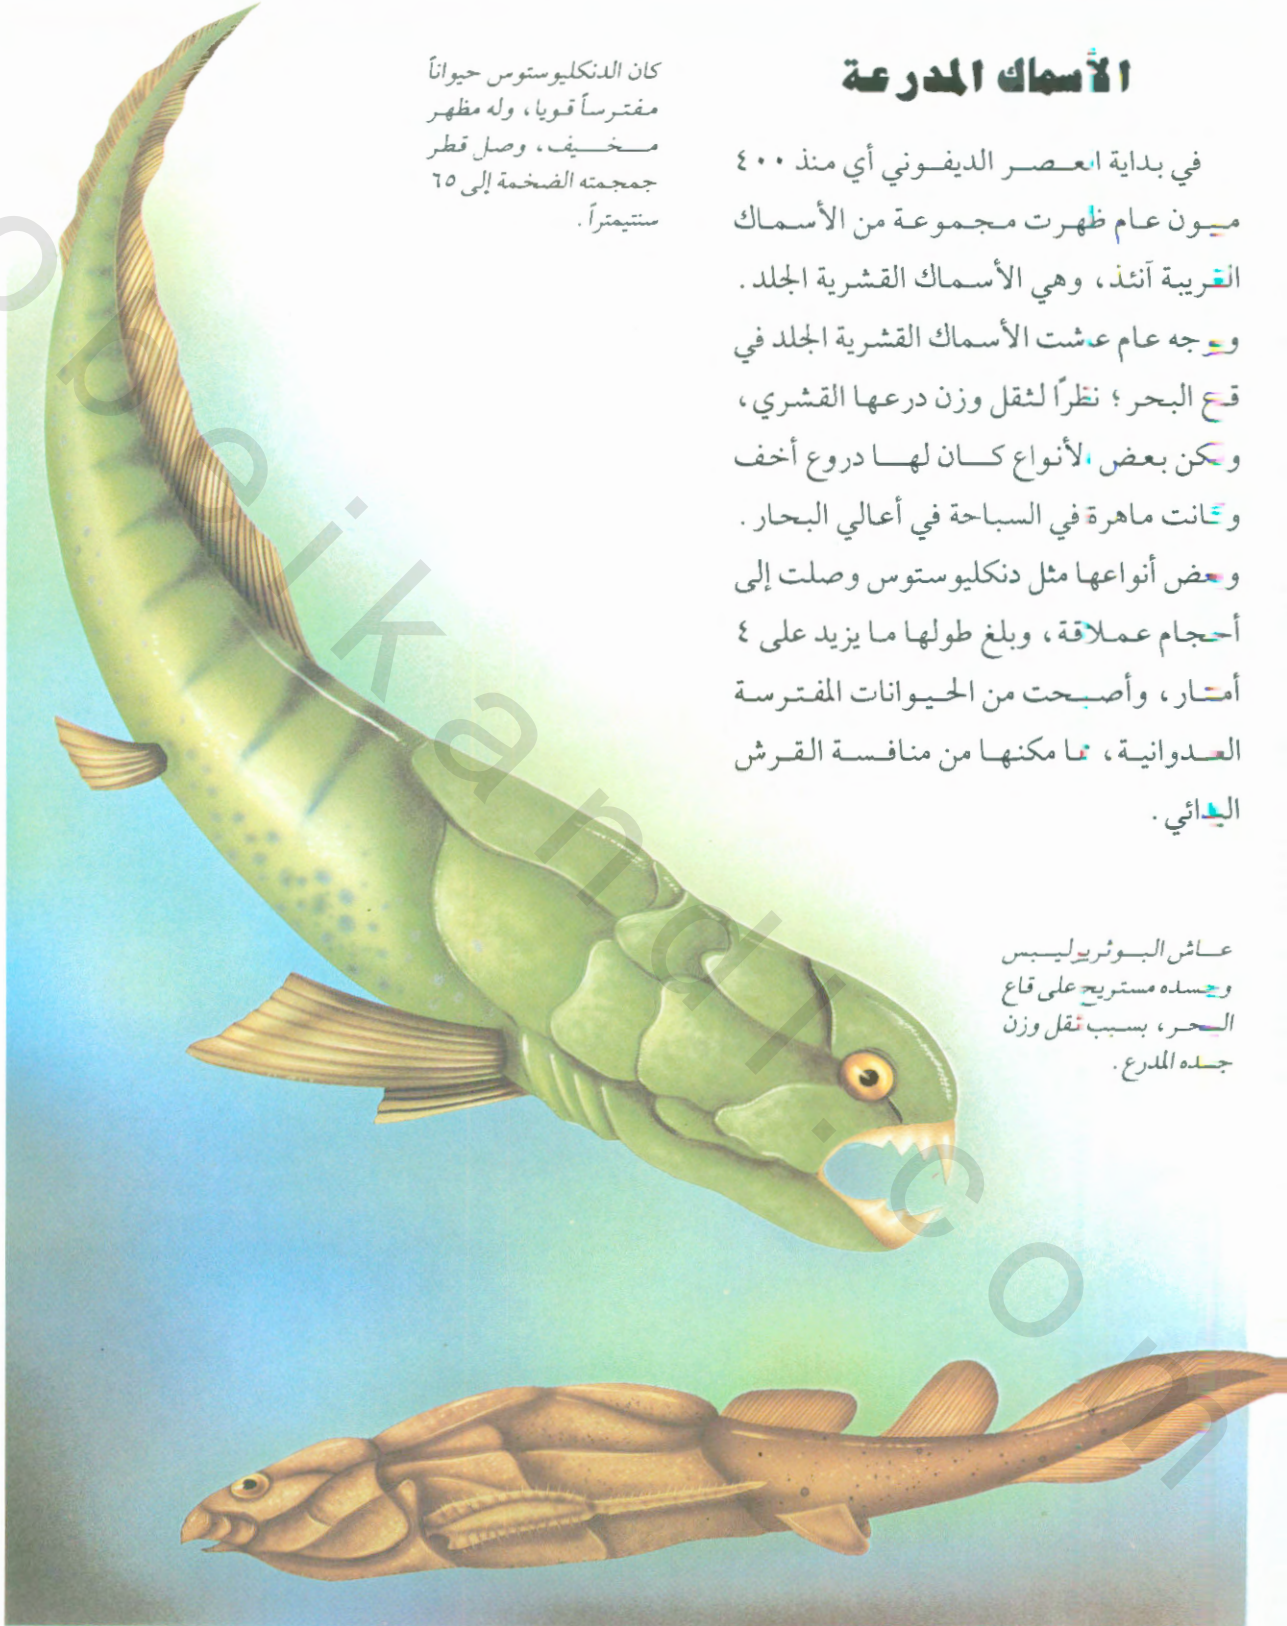 الأسماك المدرعة
في بداية العصر الديفوني أي منذ ٤٠٠
مليون عام ظهرت مجموعة من الأسماك
الغريبة آنئذ، وهي الأسماك القشرية الجلد.
وبوجه عام عاشت الأسماك القشرية الجلد في
قاع البحر؛ نظرًا لثقل وزن درعها القشري،
ولكن بعض الأنواع كان لها دروع أخف
وكانت ماهرة في السباحة في أعالي البحار.
وبعض أنواعها مثل دنكليوستوس وصلت إلى
أحجام عملاقة، وبلغ طولها ما يزيد على ٤
أمتار، وأصبحت من الحيوانات المفترسة
العدوانية، مما مكنها من منافسة القرش
البدائي.
كان الدنكليوستوس حيواناً
مفترساً قويا، وله مظهر
مخيف، وصل قطر
جمجمته الضخمة إلى ٦٥
سنتيمتراً.
عاش البوثريوليبس
وجسده مستريح على قاع
البحر، بسبب ثقل وزن
جسده المدرع.
obeikandl.com